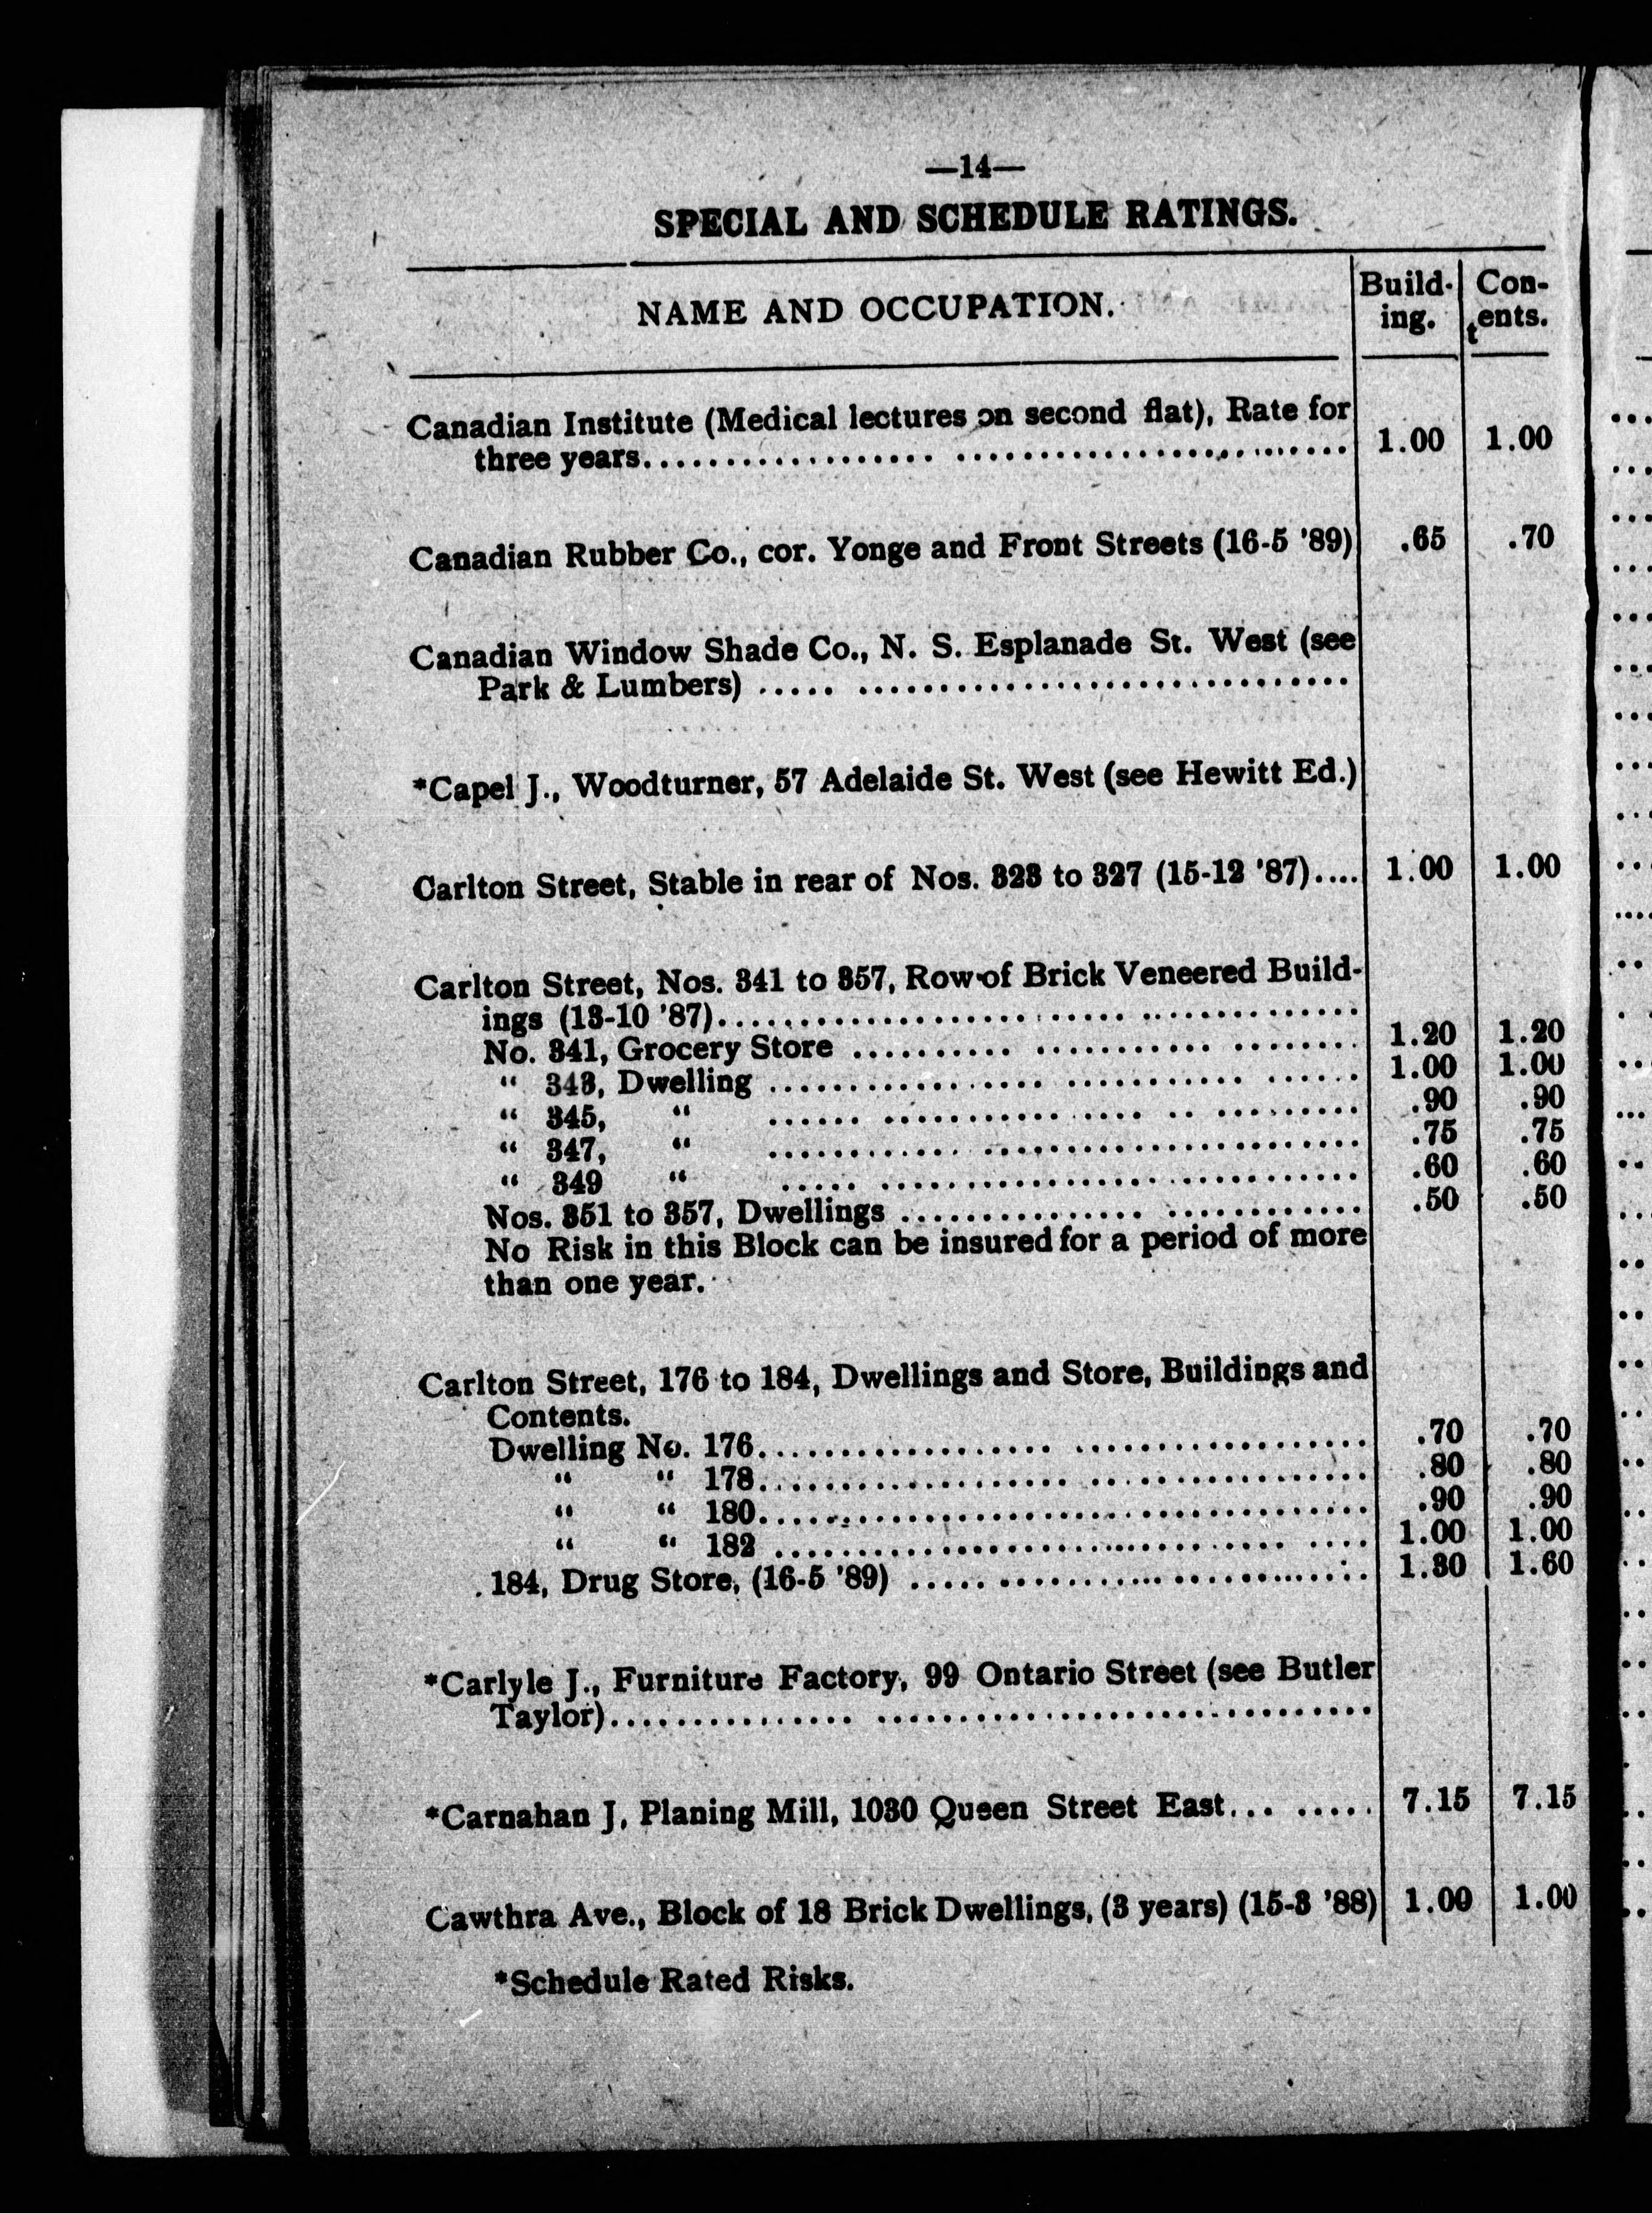 —14—
SPECIAL AND SCHEDULE RATINGS.
NAME AND OCCUPATION. Build- Con-
ing. tents.
Canadian Institute (Medical lectures on second flat), Rate for
three years........................................ 1.00 1.00
Canadian Rubber Co., cor. Yonge and Front Streets (16-5 '89) .65 .70
Canadian Window Shade Co., N. S. Esplanade St. West (see
Park & Lumbers) ....................................
*Capel J., Woodturner, 57 Adelaide St. West (see Hewitt Ed.)
Carlton Street, Stable in rear of Nos. 323 to 327 (15-12 '87).... 1.00 1.00
Carlton Street, Nos. 341 to 357, Row of Brick Veneered Build-
ings (13-10 '87)........................................
No. 341, Grocery Store .............................. 1.20 1.20
" 343, Dwelling .................................. 1.00 1.00
" 345, " .................................. .90 .90
" 347, " .................................. .75 .75
" 349 " .................................. .60 .60
Nos. 351 to 357, Dwellings ........................... .50 .50
No Risk in this Block can be insured for a period of more
than one year.
Carlton Street, 176 to 184, Dwellings and Store, Buildings and
Contents.
Dwelling No. 176.................................... .70 .70
" " 178.................................... .80 .80
" " 180.................................... .90 .90
" " 182 .................................... 1.00 1.00
184, Drug Store, (16-5 '89) ........................... 1.30 1.60
*Carlyle J., Furniture Factory, 99 Ontario Street (see Butler
Taylor)............................................
*Carnahan J, Planing Mill, 1030 Queen Street East... ..... 7.15 7.15
Cawthra Ave., Block of 18 Brick Dwellings, (3 years) (15-3 '88) 1.00 1.00
*Schedule Rated Risks.